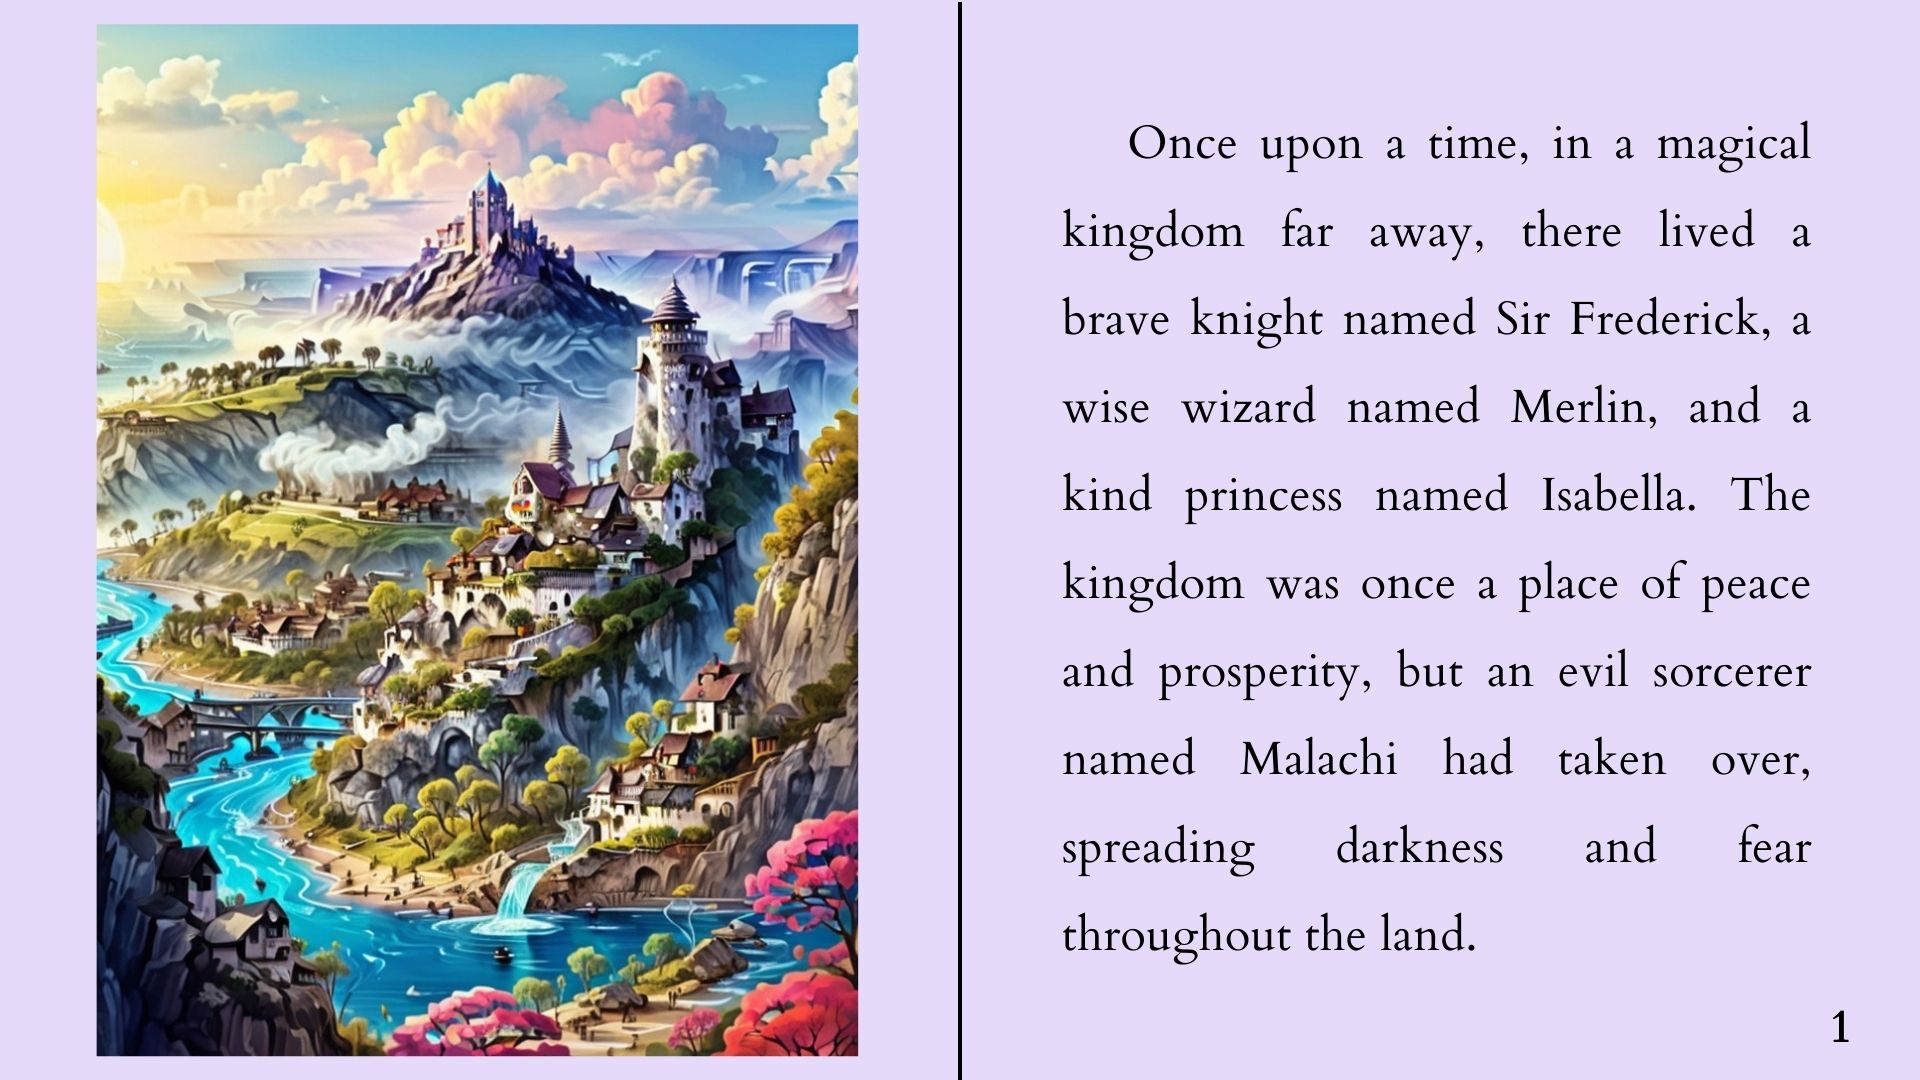 Once upon a time, in a magical
kingdom far away, there lived a
brave knight named Sir Frederick, a
wise wizard named Merlin, and a
kind princess named Isabella. The
kingdom was once a place of peace
and prosperity, but an evil sorcerer
named Malachi had taken over,
spreading darkness and fear
throughout the land.
1